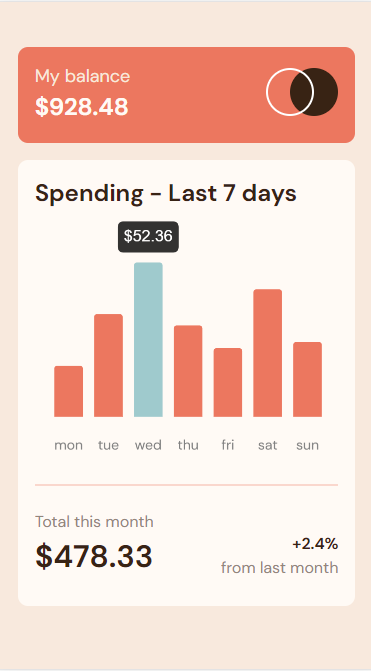 My balance
$928.48
Spending - Last 7 days
$52.36
mon tue wed thu fri sat sun
Total this month
$478.33
+2.4%
from last month